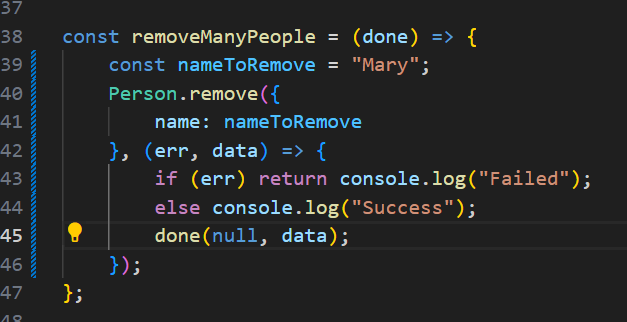 37
38 const removeManyPeople = (done) => {
39     const nameToRemove = "Mary";
40     Person.remove({
41         name: nameToRemove
42     }, (err, data) => {
43         if (err) return console.log("Failed");
44         else console.log("Success");
45         done(null, data);
46     });
47 };
48